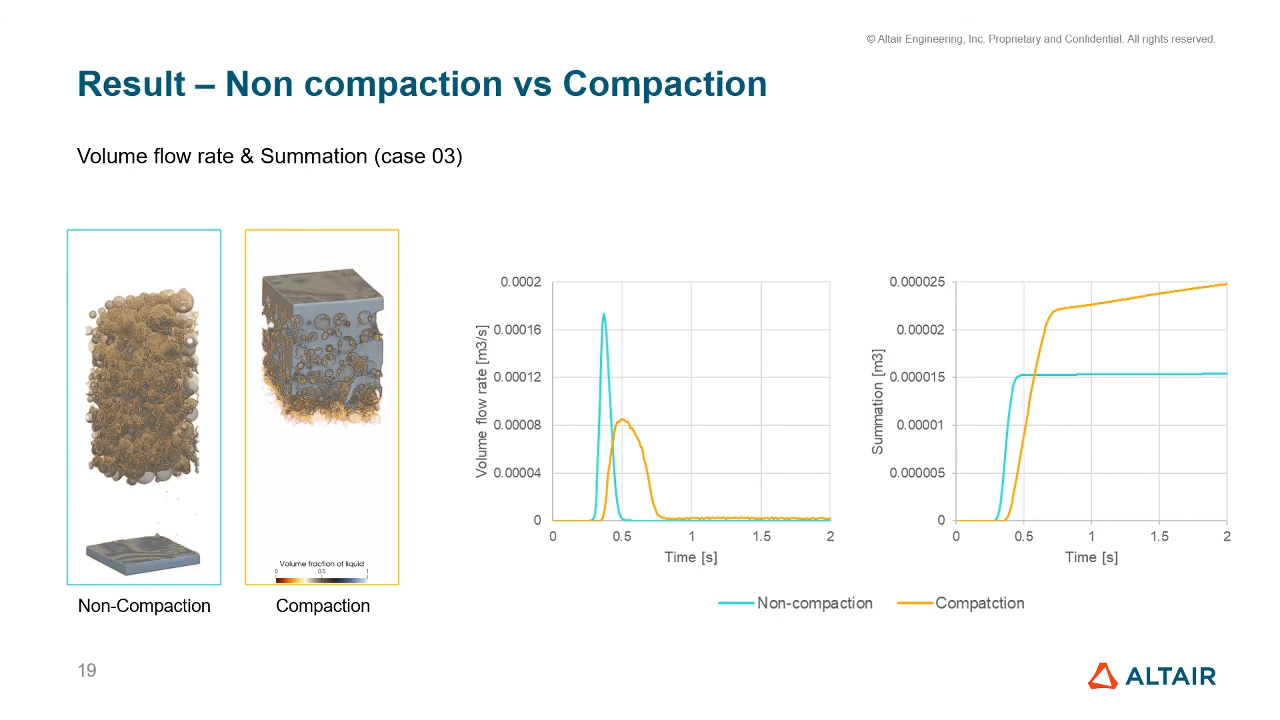 © Altair Engineering, Inc. Proprietary and Confidential. All rights reserved.
Result – Non compaction vs Compaction
Volume flow rate & Summation (case 03)
Volume fraction of liquid
0 0.5 1
Non-Compaction
Compaction
Volume flow rate [m3/s]
0.0002
0.00016
0.00012
0.00008
0.00004
0
0 0.5 1 1.5 2
Time [s]
Summation [m3]
0.000025
0.00002
0.000015
0.00001
0.000005
0
0 0.5 1 1.5 2
Time [s]
Non-compaction
Compatction
19
ALTAIR